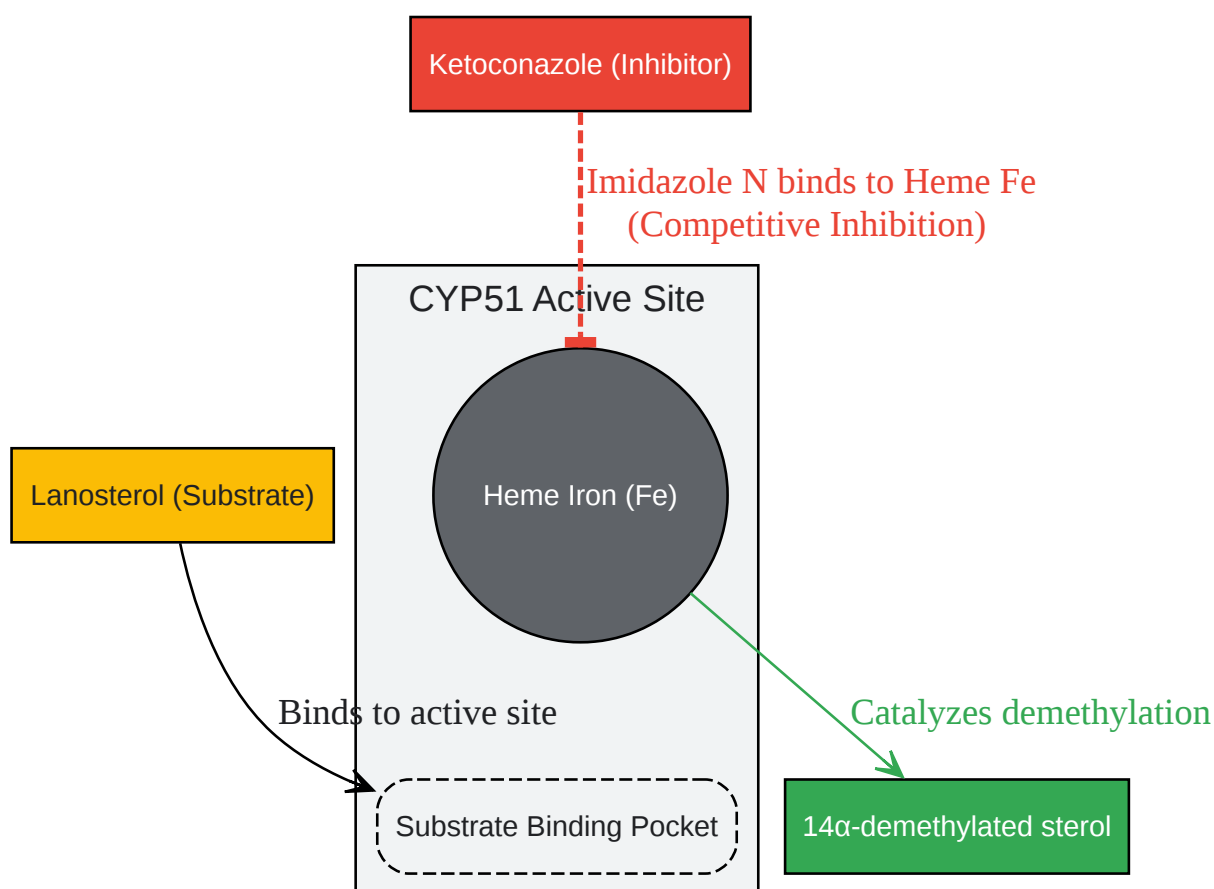 Ketoconazole (Inhibitor)
Imidazole N binds to Heme Fe
(Competitive Inhibition)
CYP51 Active Site
Lanosterol (Substrate)
Heme Iron (Fe)
Binds to active site
Catalyzes demethylation
Substrate Binding Pocket
14α-demethylated sterol